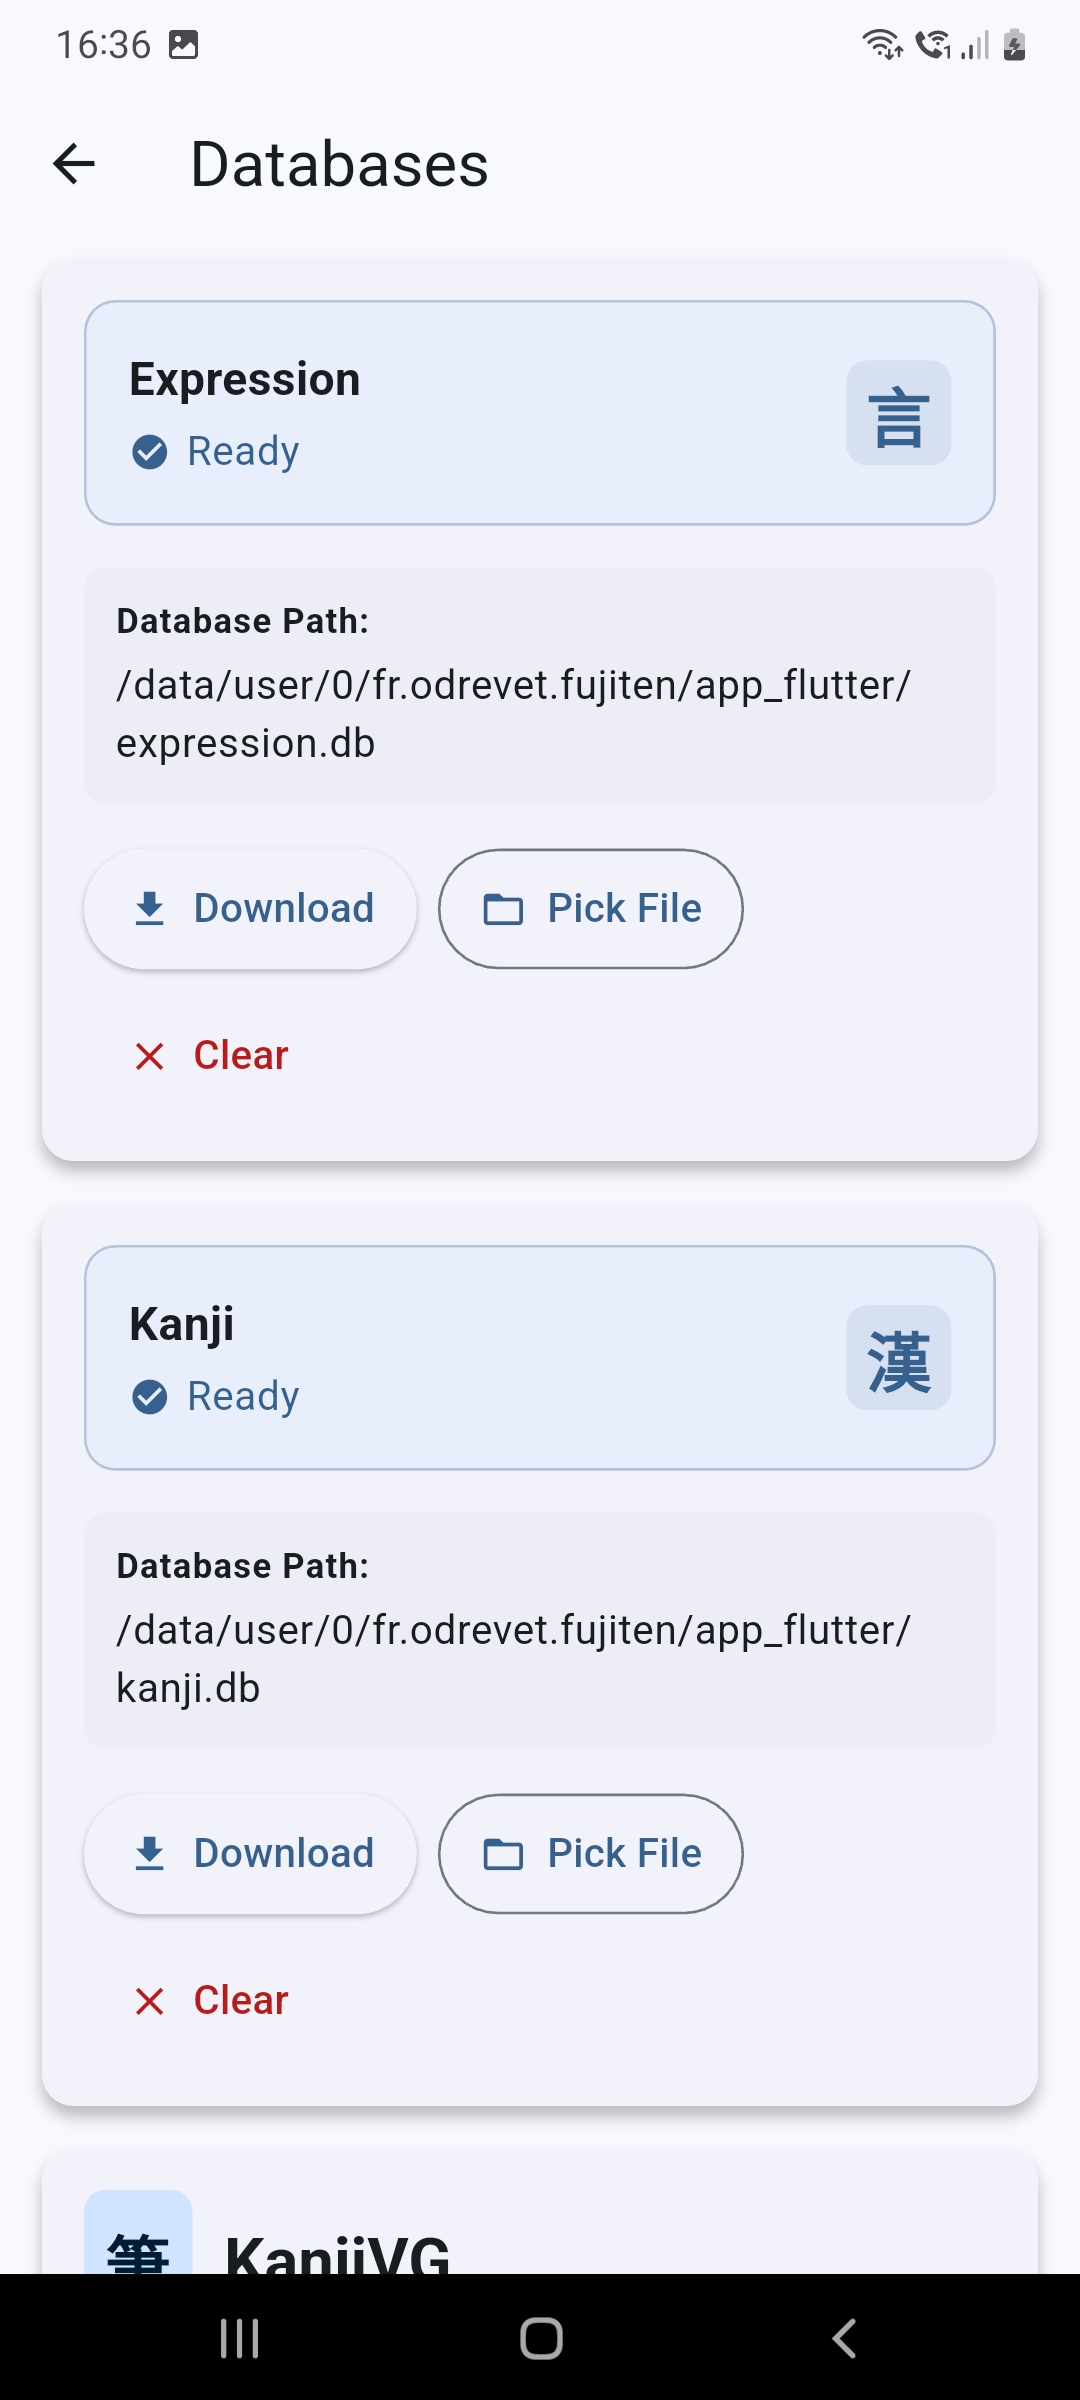 16:36
Databases
Expression
言
Ready
Database Path:
/data/user/0/fr.odrevet.fujiten/app_flutter/
expression.db
Download
Pick File
Clear
Kanji
漢
Ready
Database Path:
/data/user/0/fr.odrevet.fujiten/app_flutter/
kanji.db
Download
Pick File
Clear
筆
KanjiVG